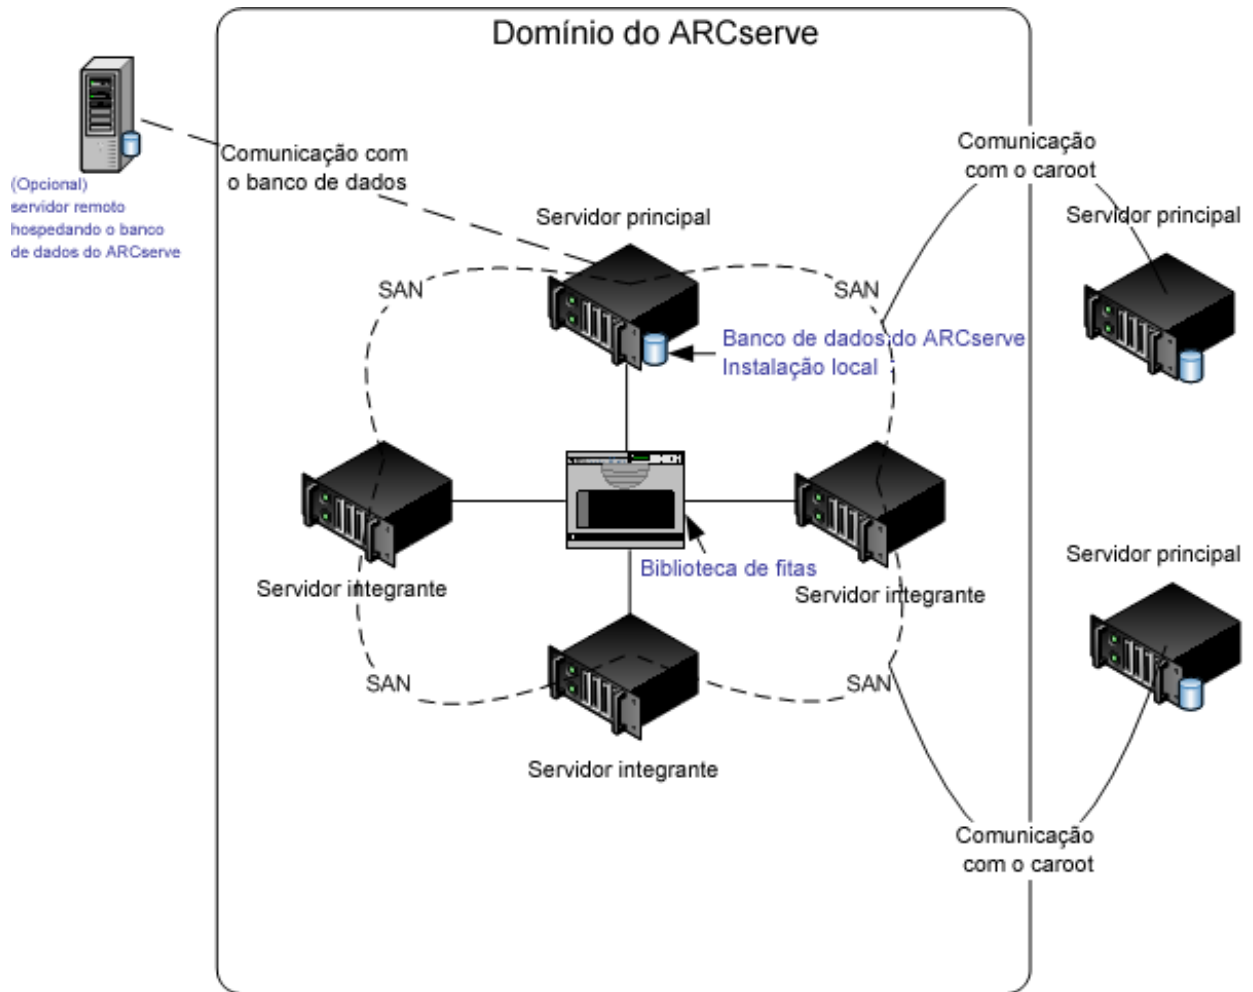 Domínio do ARCserve
Comunicação com
o banco de dados
(Opcional)
servidor remoto
hospedando o banco
de dados do ARCserve
Comunicação
com o caroot
Servidor principal
Servidor principal
SAN
SAN
Banco de dados do ARCserve
Instalação local
Biblioteca de fitas
Servidor principal
Servidor integrante
Servidor integrante
SAN
SAN
Servidor integrante
Comunicação
com o caroot